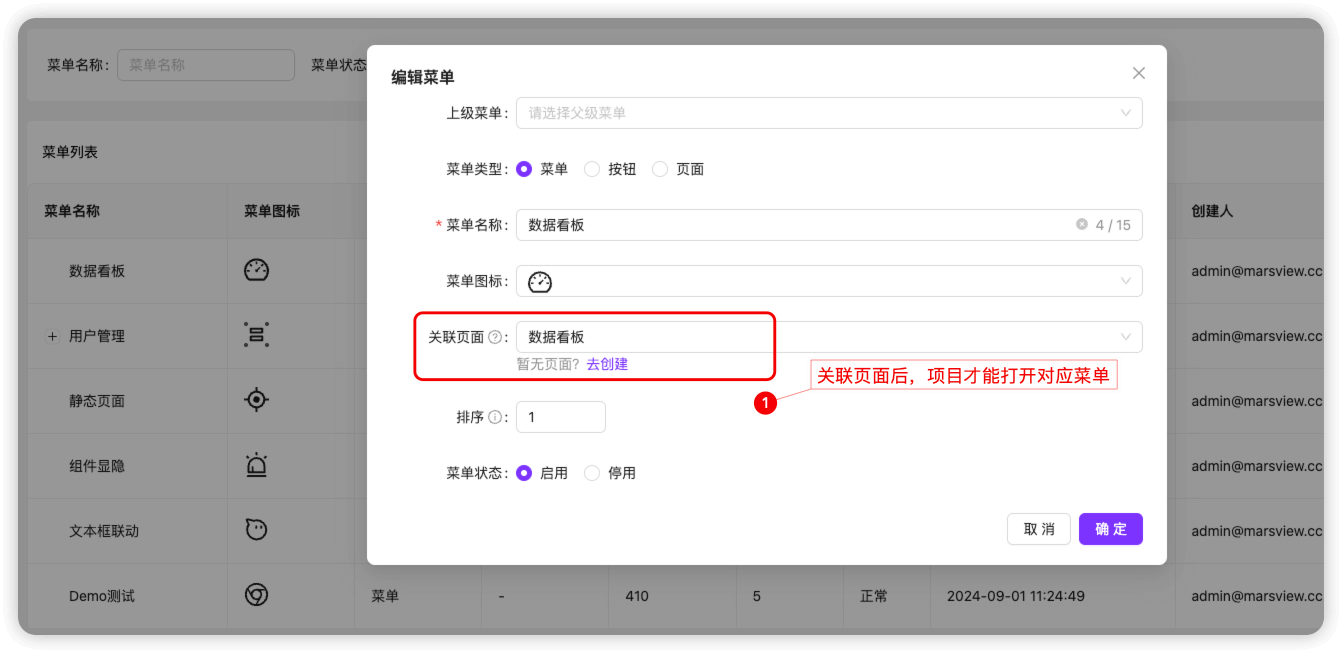 菜单名称: 菜单名称 菜单状态
编辑菜单
上级菜单: 请选择父级菜单
菜单列表
菜单类型: 菜单 按钮 页面
菜单名称 菜单图标 创建人
* 菜单名称: 数据看板 4 / 15
数据看板 admin@marsview.cc
菜单图标:
用户管理 admin@marsview.cc
关联页面 ? : 数据看板
暂无页面? 去创建
关联页面后，项目才能打开对应菜单
1
静态页面 admin@marsview.cc
排序 : 1
组件显隐 admin@marsview.cc
菜单状态: 启用 停用
文本框联动 admin@marsview.cc
取 消 确 定
Demo测试 菜单 - 410 5 正常 2024-09-01 11:24:49 admin@marsview.cc